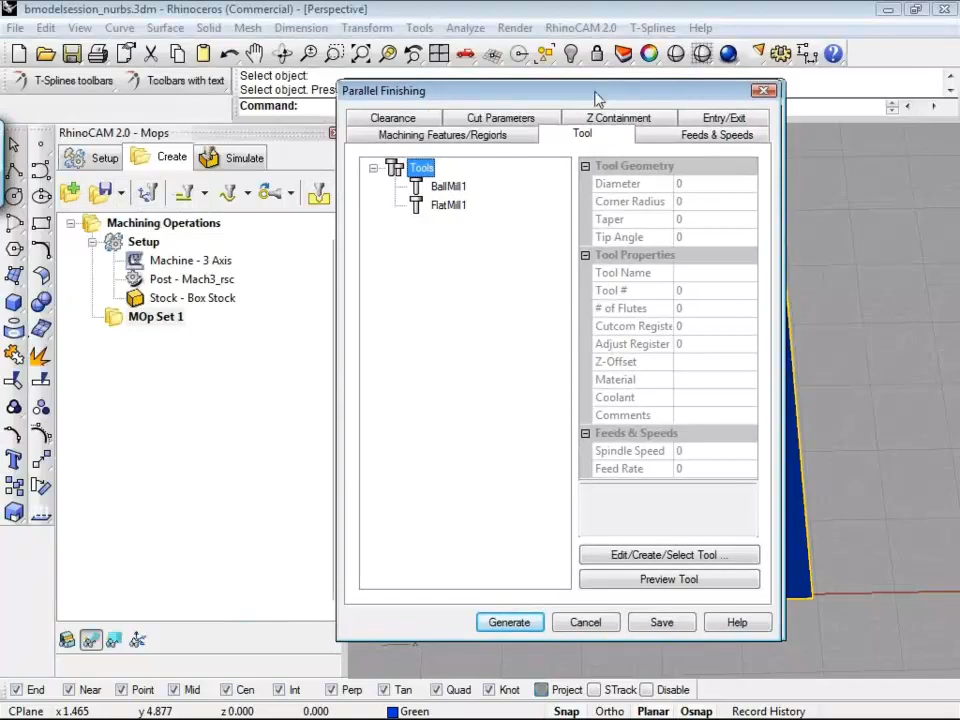 bmodelsession_nurbs.3dm - Rhinoceros (Commercial) - [Perspective]
File Edit View Curve Surface Solid Mesh Dimension Transform Tools Analyze Render RhinoCAM 2.0 T-Splines Help
T-Splines toolbars
Toolbars with text
Select object:
Select object. Pres
Command:
RhinoCAM 2.0 - Mops
Setup
Create
Simulate
Machining Operations
Setup
Machine - 3 Axis
Post - Mach3_rsc
Stock - Box Stock
MOp Set 1
Parallel Finishing
Clearance
Cut Parameters
Z Containment
Entry/Exit
Machining Features/Regions
Tool
Feeds & Speeds
Tools
BallMill1
FlatMill1
Tool Geometry
Diameter 0
Corner Radius 0
Taper 0
Tip Angle 0
Tool Properties
Tool Name
Tool # 0
# of Flutes 0
Cutcom Registe 0
Adjust Register 0
Z-Offset
Material
Coolant
Comments
Feeds & Speeds
Spindle Speed 0
Feed Rate 0
Edit/Create/Select Tool ...
Preview Tool
Generate
Cancel
Save
Help
End Near Point Mid Cen Int Perp Tan Quad Knot Project STrack Disable
CPlane x 1.465 y 4.877 z 0.000 0.000 Green Snap Ortho Planar Osnap Record History